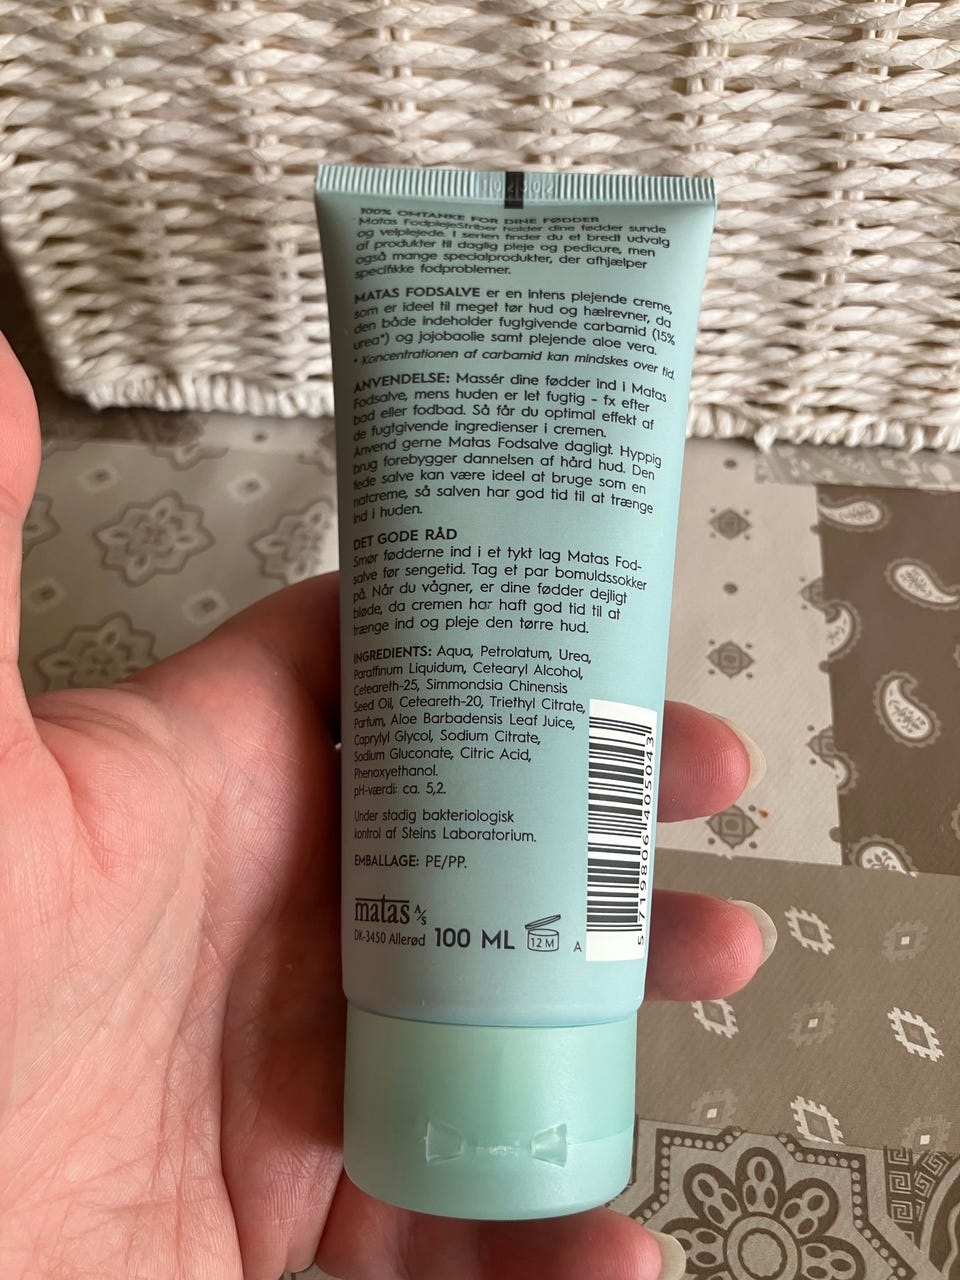 100% OMTANKE FOR DINE FØDDER
Matas FodplejeStriber holder dine fødder sunde
og velplejede. I serien finder du et bredt udvalg
af produkter til daglig pleje og pedicure, men
også mange specialprodukter, der afhjælper
specifikke fodproblemer.
MATAS FODSALVE er en intens plejende creme,
som er ideel til meget tør hud og hælrevner, da
den både indeholder fugtgivende carbamid (15%
urea*) og jojobaolie samt plejende aloe vera.
* Koncentrationen af carbamid kan mindskes over tid.
ANVENDELSE: Massér dine fødder ind i Matas
Fodsalve, mens huden er let fugtig - fx efter
bad eller fodbad. Så får du optimal effekt af
de fugtgivende ingredienser i cremen.
Anvend gerne Matas Fodsalve dagligt. Hyppig
brug forebygger dannelsen af hård hud. Den
fede salve kan være ideel at bruge som en
natcreme, så salven har god tid til at trænge
ind i huden.
DET GODE RÅD
Smør fødderne ind i et tykt lag Matas Fod-
salve før sengetid. Tag et par bomuldssokker
på. Når du vågner, er dine fødder dejligt
bløde, da cremen har haft god tid til at
trænge ind og pleje den tørre hud.
INGREDIENTS: Aqua, Petrolatum, Urea,
Paraffinum Liquidum, Cetearyl Alcohol,
Ceteareth-25, Simmondsia Chinensis
Seed Oil, Ceteareth-20, Triethyl Citrate,
Parfum, Aloe Barbadensis Leaf Juice,
Caprylyl Glycol, Sodium Citrate,
Sodium Gluconate, Citric Acid,
Phenoxyethanol.
pH-værdi: ca. 5,2.
Under stadig bakteriologisk
kontrol af Steins Laboratorium.
EMBALLAGE: PE/PP.
matas A/S
DK-3450 Allerød 100 ML 12 M A
5 719806 405043